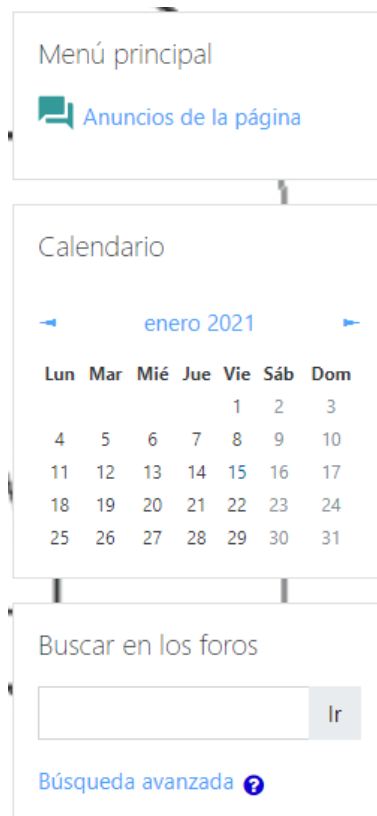 Menú principal
Anuncios de la página
Calendario
enero 2021
Lun Mar Mié Jue Vie Sáb Dom
1 2 3
4 5 6 7 8 9 10
11 12 13 14 15 16 17
18 19 20 21 22 23 24
25 26 27 28 29 30 31
Buscar en los foros
Ir
Búsqueda avanzada ?